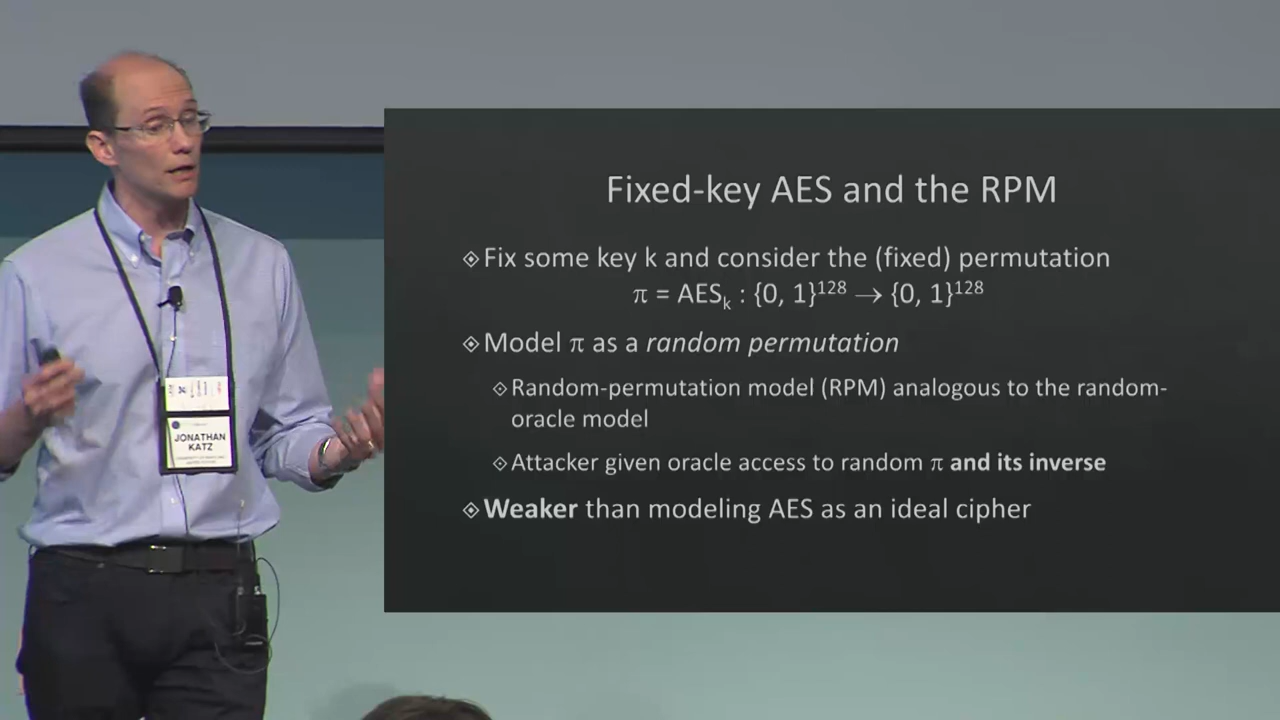 Fixed-key AES and the RPM
Fix some key k and consider the (fixed) permutation
π = AESₖ : {0, 1}¹²⁸ → {0, 1}¹²⁸
Model π as a random permutation
Random-permutation model (RPM) analogous to the random-
oracle model
Attacker given oracle access to random π and its inverse
Weaker than modeling AES as an ideal cipher
JONATHAN
KATZ